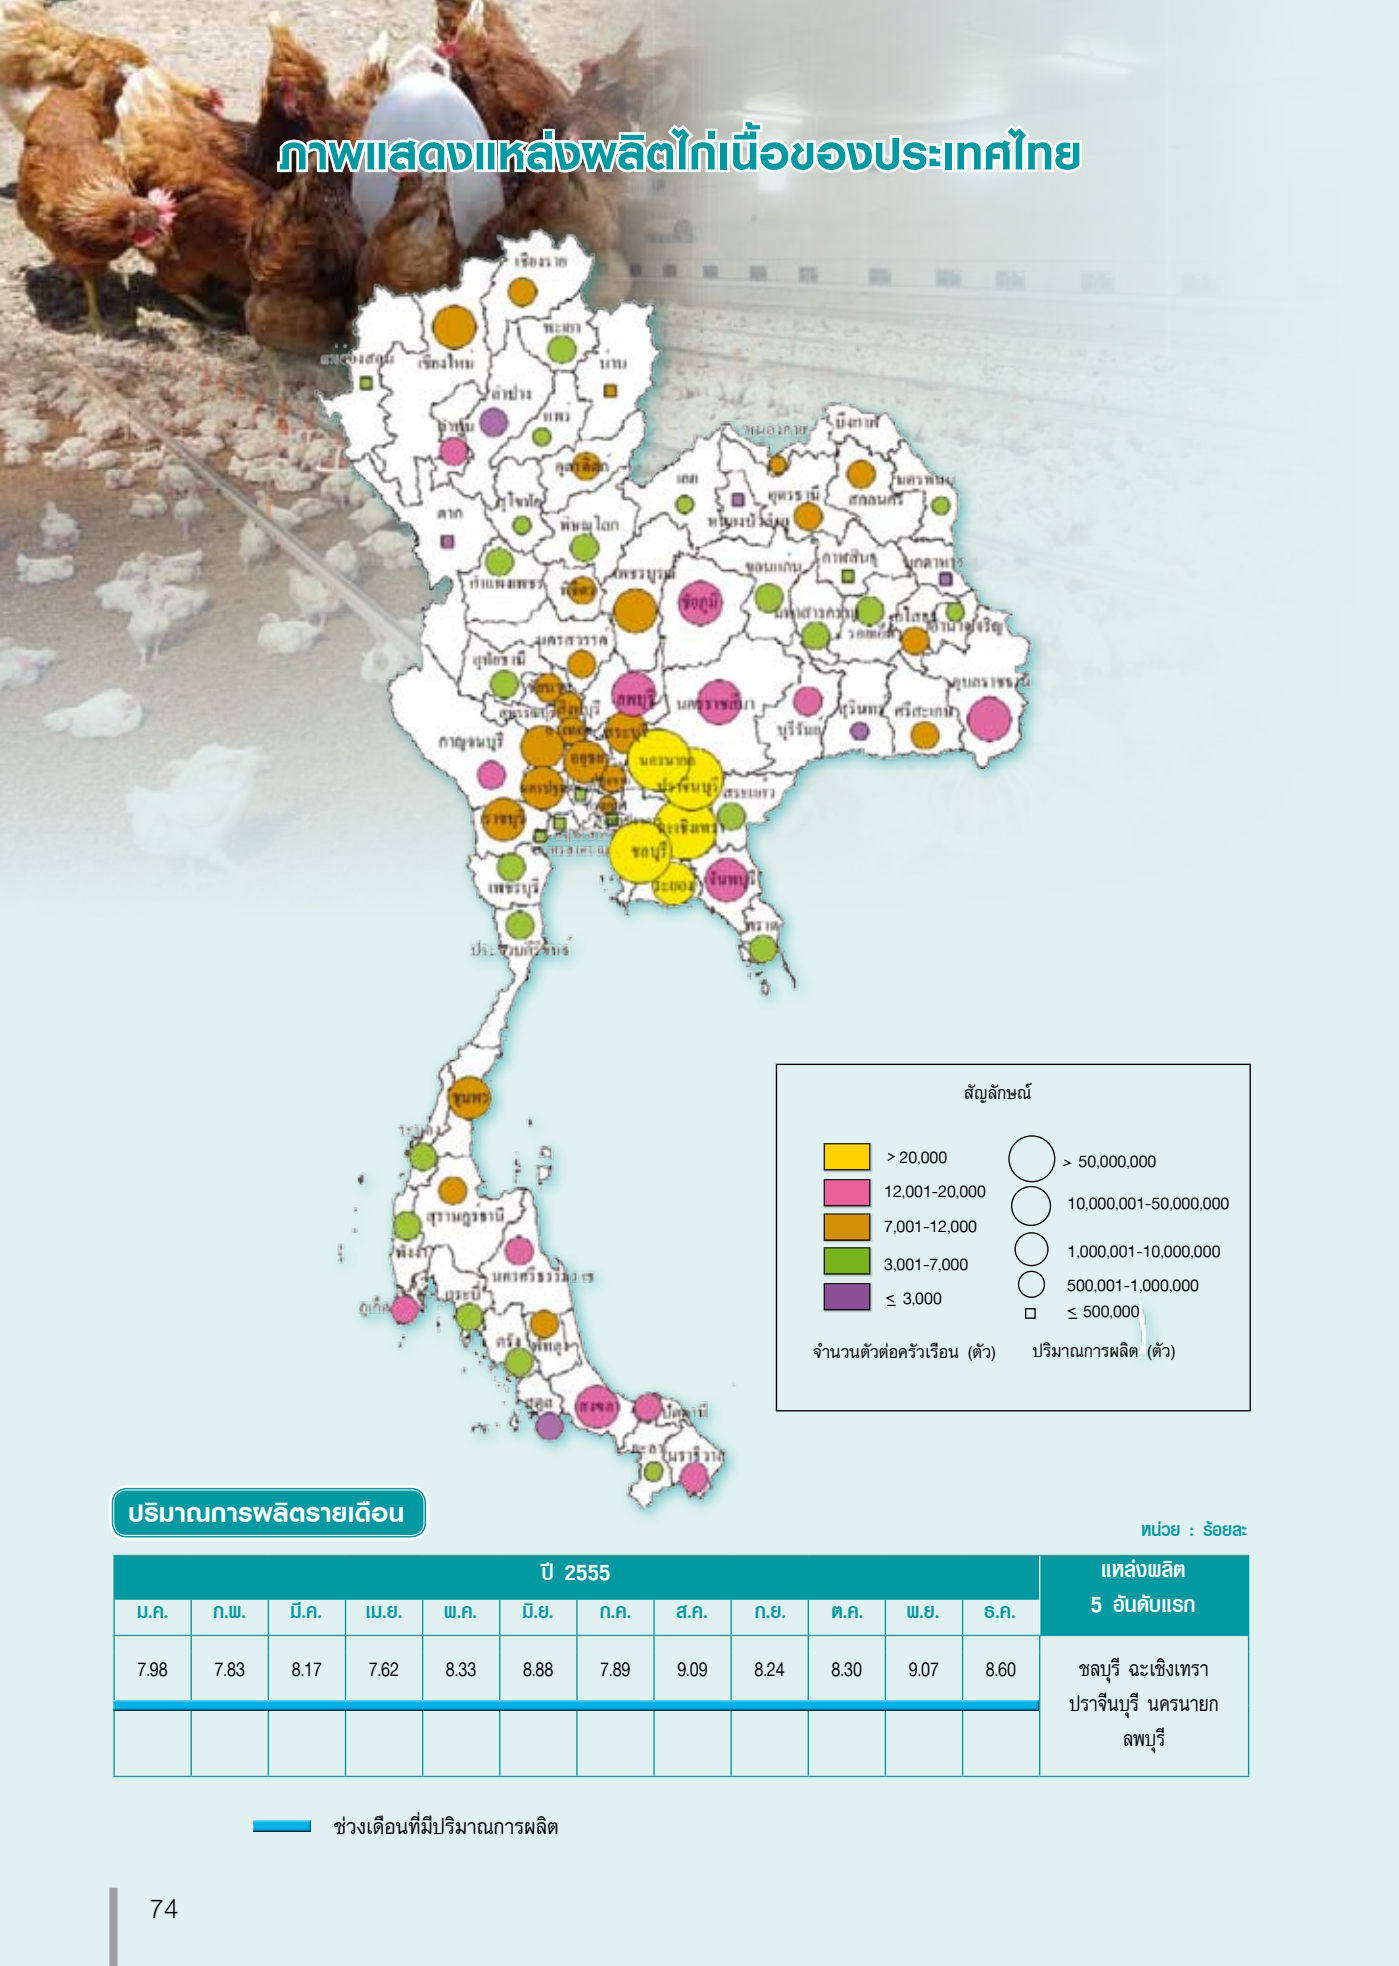 ภาพแสดงแหล่งผลิตไก่เนื้อของประเทศไทย
เชียงราย
พะเยา
เชียงใหม่
น่าน
ลำปาง
แพร่
ลำพูน
บึงกาฬ
เลย
อุดรธานี
สกลนคร
ตาก
สุโขทัย
พิษณุโลก
หนองบัวลำภู
ขอนแก่น
กาฬสินธุ์
มุกดาหาร
กำแพงเพชร
เพชรบูรณ์
ชัยภูมิ
พิจิตร
มหาสารคาม
ยโสธร
อำนาจเจริญ
นครสวรรค์
อุทัยธานี
อุบลราชธานี
ลพบุรี
นครราชสีมา
สุรินทร์
ศรีสะเกษ
บุรีรัมย์
กาญจนบุรี
สระบุรี
อยุธยา
นครนายก
ปราจีนบุรี
สระแก้ว
ราชบุรี
ฉะเชิงเทรา
ชลบุรี
ระยอง
จันทบุรี
เพชรบุรี
ตราด
ประจวบคีรีขันธ์
ชุมพร
ระนอง
สุราษฎร์ธานี
พังงา
นครศรีธรรมราช
กระบี่
ภูเก็ต
ตรัง
พัทลุง
สตูล
สงขลา
ปัตตานี
ยะลา
นราธิวาส
สัญลักษณ์
> 20,000
> 50,000,000
12,001-20,000
10,000,001-50,000,000
7,001-12,000
1,000,001-10,000,000
3,001-7,000
500,001-1,000,000
≤ 3,000
≤ 500,000
จำนวนตัวต่อครัวเรือน (ตัว)
ปริมาณการผลิต (ตัว)
ปริมาณการผลิตรายเดือน
หน่วย : ร้อยละ
ปี 2555
แหล่งผลิต
5 อันดับแรก
ม.ค. ก.พ. มี.ค. เม.ย. พ.ค. มิ.ย. ก.ค. ส.ค. ก.ย. ต.ค. พ.ย. ธ.ค.
7.98 7.83 8.17 7.62 8.33 8.88 7.89 9.09 8.24 8.30 9.07 8.60
ชลบุรี ฉะเชิงเทรา
ปราจีนบุรี นครนายก
ลพบุรี
ช่วงเดือนที่มีปริมาณการผลิต
74